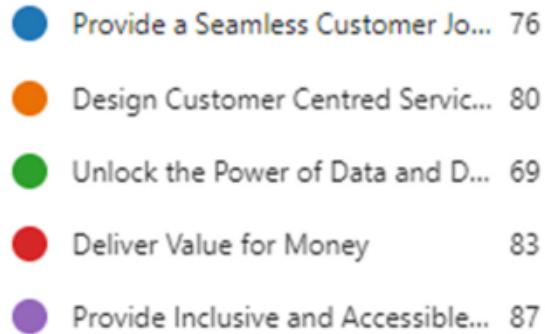 Provide a Seamless Customer Jo... 76
Design Customer Centred Servic... 80
Unlock the Power of Data and D... 69
Deliver Value for Money 83
Provide Inclusive and Accessible... 87